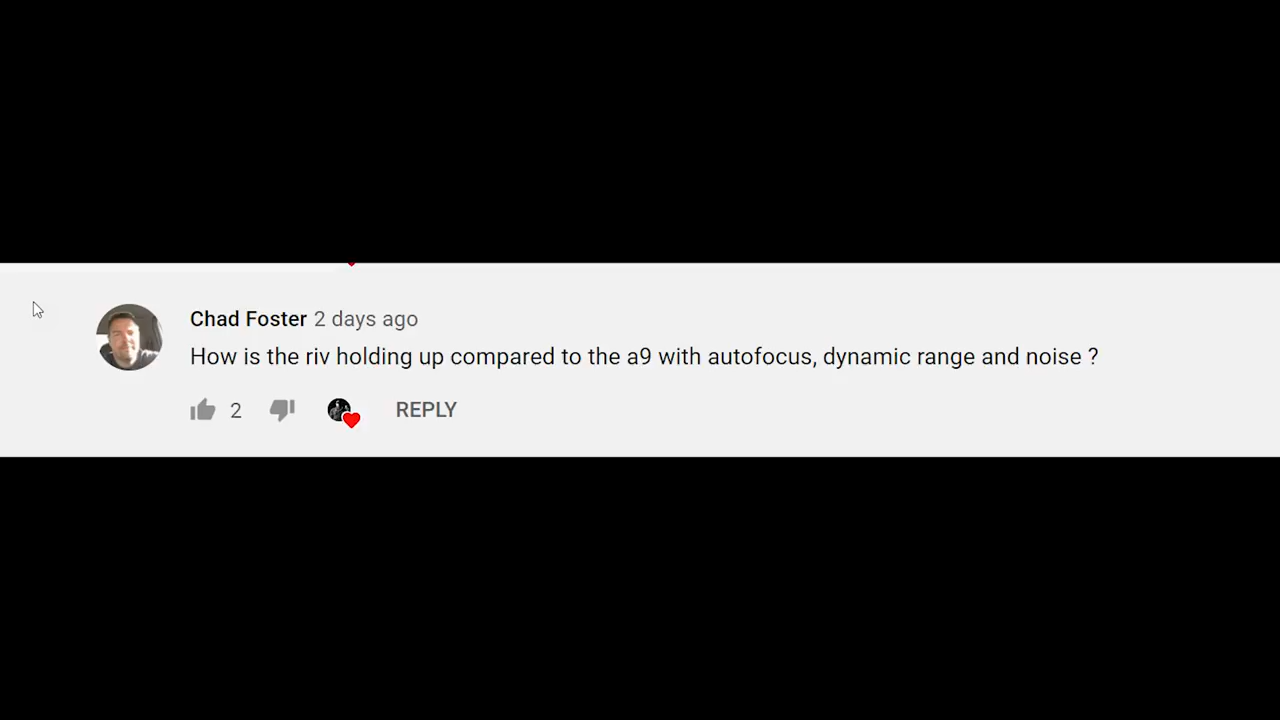 Chad Foster 2 days ago
How is the riv holding up compared to the a9 with autofocus, dynamic range and noise ?
2 REPLY